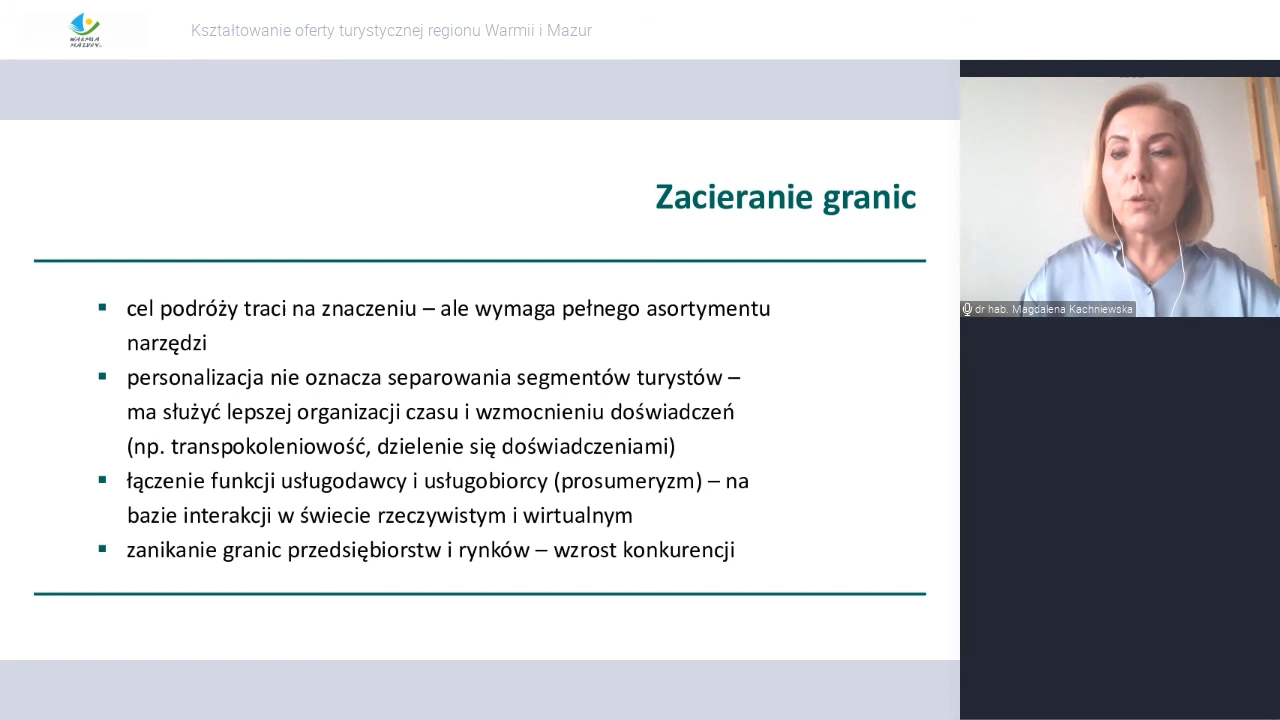 WARMIA
MAZURY
Kształtowanie oferty turystycznej regionu Warmii i Mazur
Zacieranie granic
▪ cel podróży traci na znaczeniu – ale wymaga pełnego asortymentu
narzędzi
▪ personalizacja nie oznacza separowania segmentów turystów –
ma służyć lepszej organizacji czasu i wzmocnieniu doświadczeń
(np. transpokoleniowość, dzielenie się doświadczeniami)
▪ łączenie funkcji usługodawcy i usługobiorcy (prosumeryzm) – na
bazie interakcji w świecie rzeczywistym i wirtualnym
▪ zanikanie granic przedsiębiorstw i rynków – wzrost konkurencji
dr hab. Magdalena Kachniewska